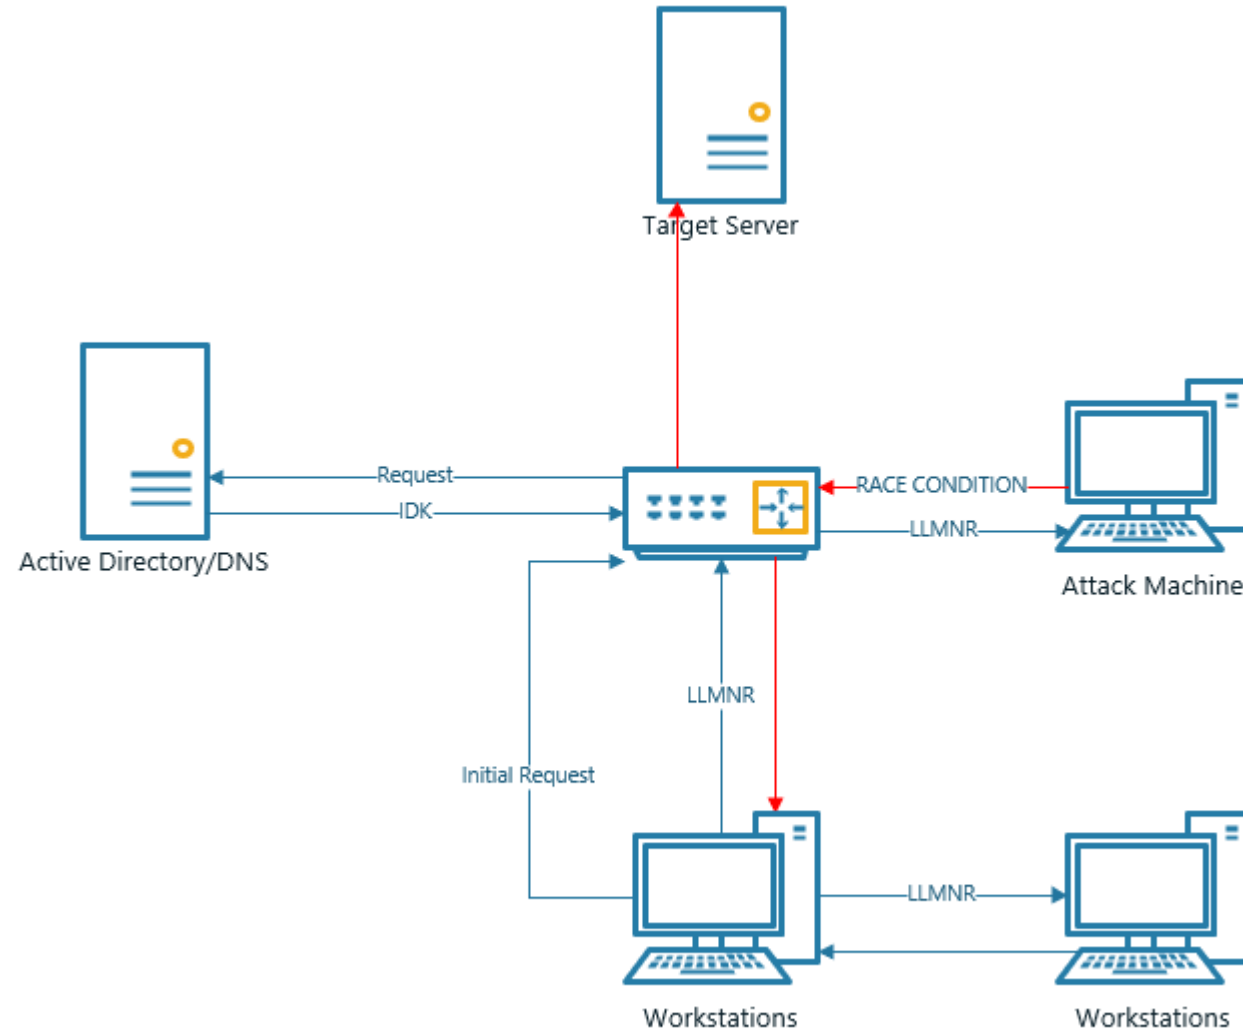 Target Server
Request
IDK
Active Directory/DNS
RACE CONDITION
LLMNR
Attack Machine
LLMNR
Initial Request
LLMNR
Workstations
Workstations